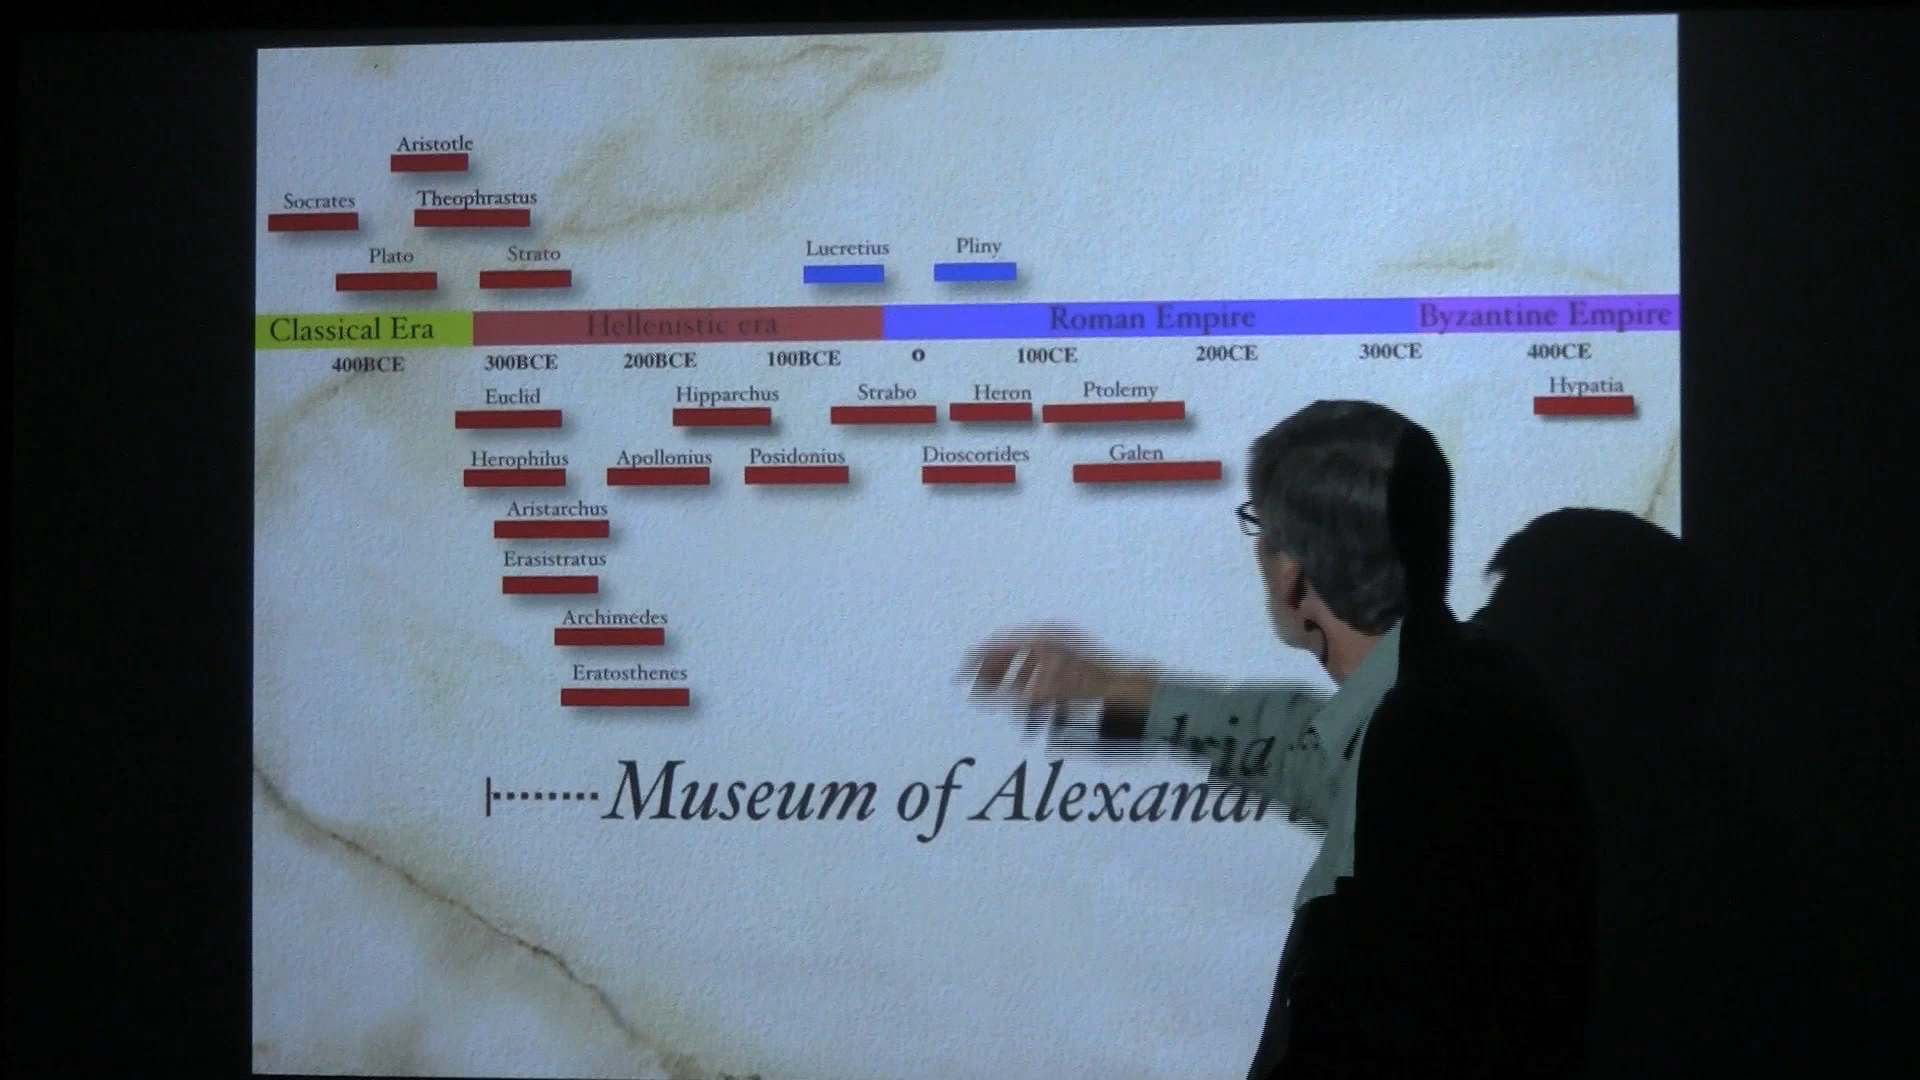 Aristotle
Socrates Theophrastus
Plato Strato Lucretius Pliny
Classical Era Hellenistic era Roman Empire Byzantine Empire
400BCE 300BCE 200BCE 100BCE 0 100CE 200CE 300CE 400CE
Euclid Hipparchus Strabo Heron Ptolemy Hypatia
Herophilus Apollonius Posidonius Dioscorides Galen
Aristarchus
Erasistratus
Archimedes
Eratosthenes
Museum of Alexandria